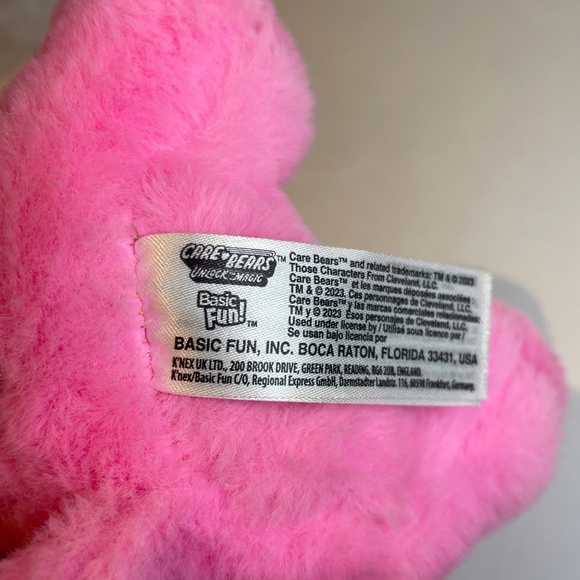 CARE BEARS™
UNLOCK THE MAGIC
Basic
Fun!™
Care Bears™ and related trademarks: TM & © 2023
Those Characters From Cleveland, LLC.
Care Bears™ et les marques de commerces associées :
TM & © 2023. Ces personnages de Cleveland, LLC.
Care Bears™ y las marcas comerciales relacionadas
TM y © 2023 Esos personajes de Cleveland, LLC.
Used under license by / Utilisé sous licence par /
Se usan bajo licencia por
BASIC FUN, INC. BOCA RATON, FLORIDA 33431, USA
K'NEX UK LTD., 200 BROOK DRIVE, GREEN PARK, READING, RG6 2UB, ENGLAND.
K'nex/Basic Fun C/O, Regional Express GmbH, Darmstadter Landstr. 116, 60598 Frankfurt, Germany.